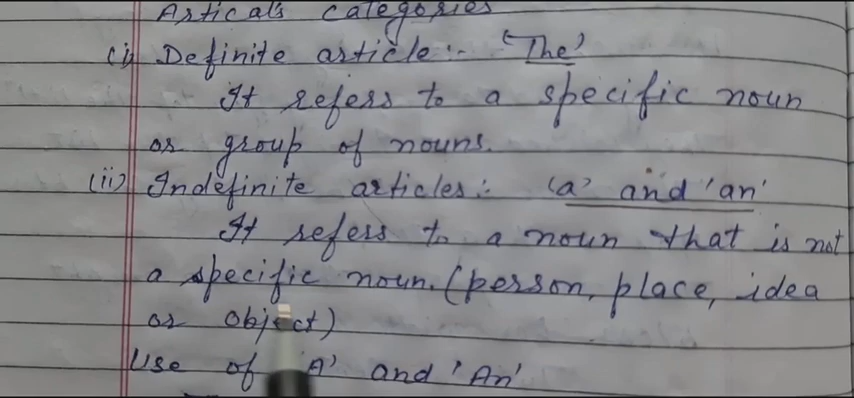 Artical's categories
(i) Definite article :- 'The'
It refers to a specific noun
or group of nouns.
(ii) Indefinite articles :- 'a' and 'an'
It refers to a noun that is not
a specific noun. (person, place, idea
or object)
Use of 'A' and 'An'